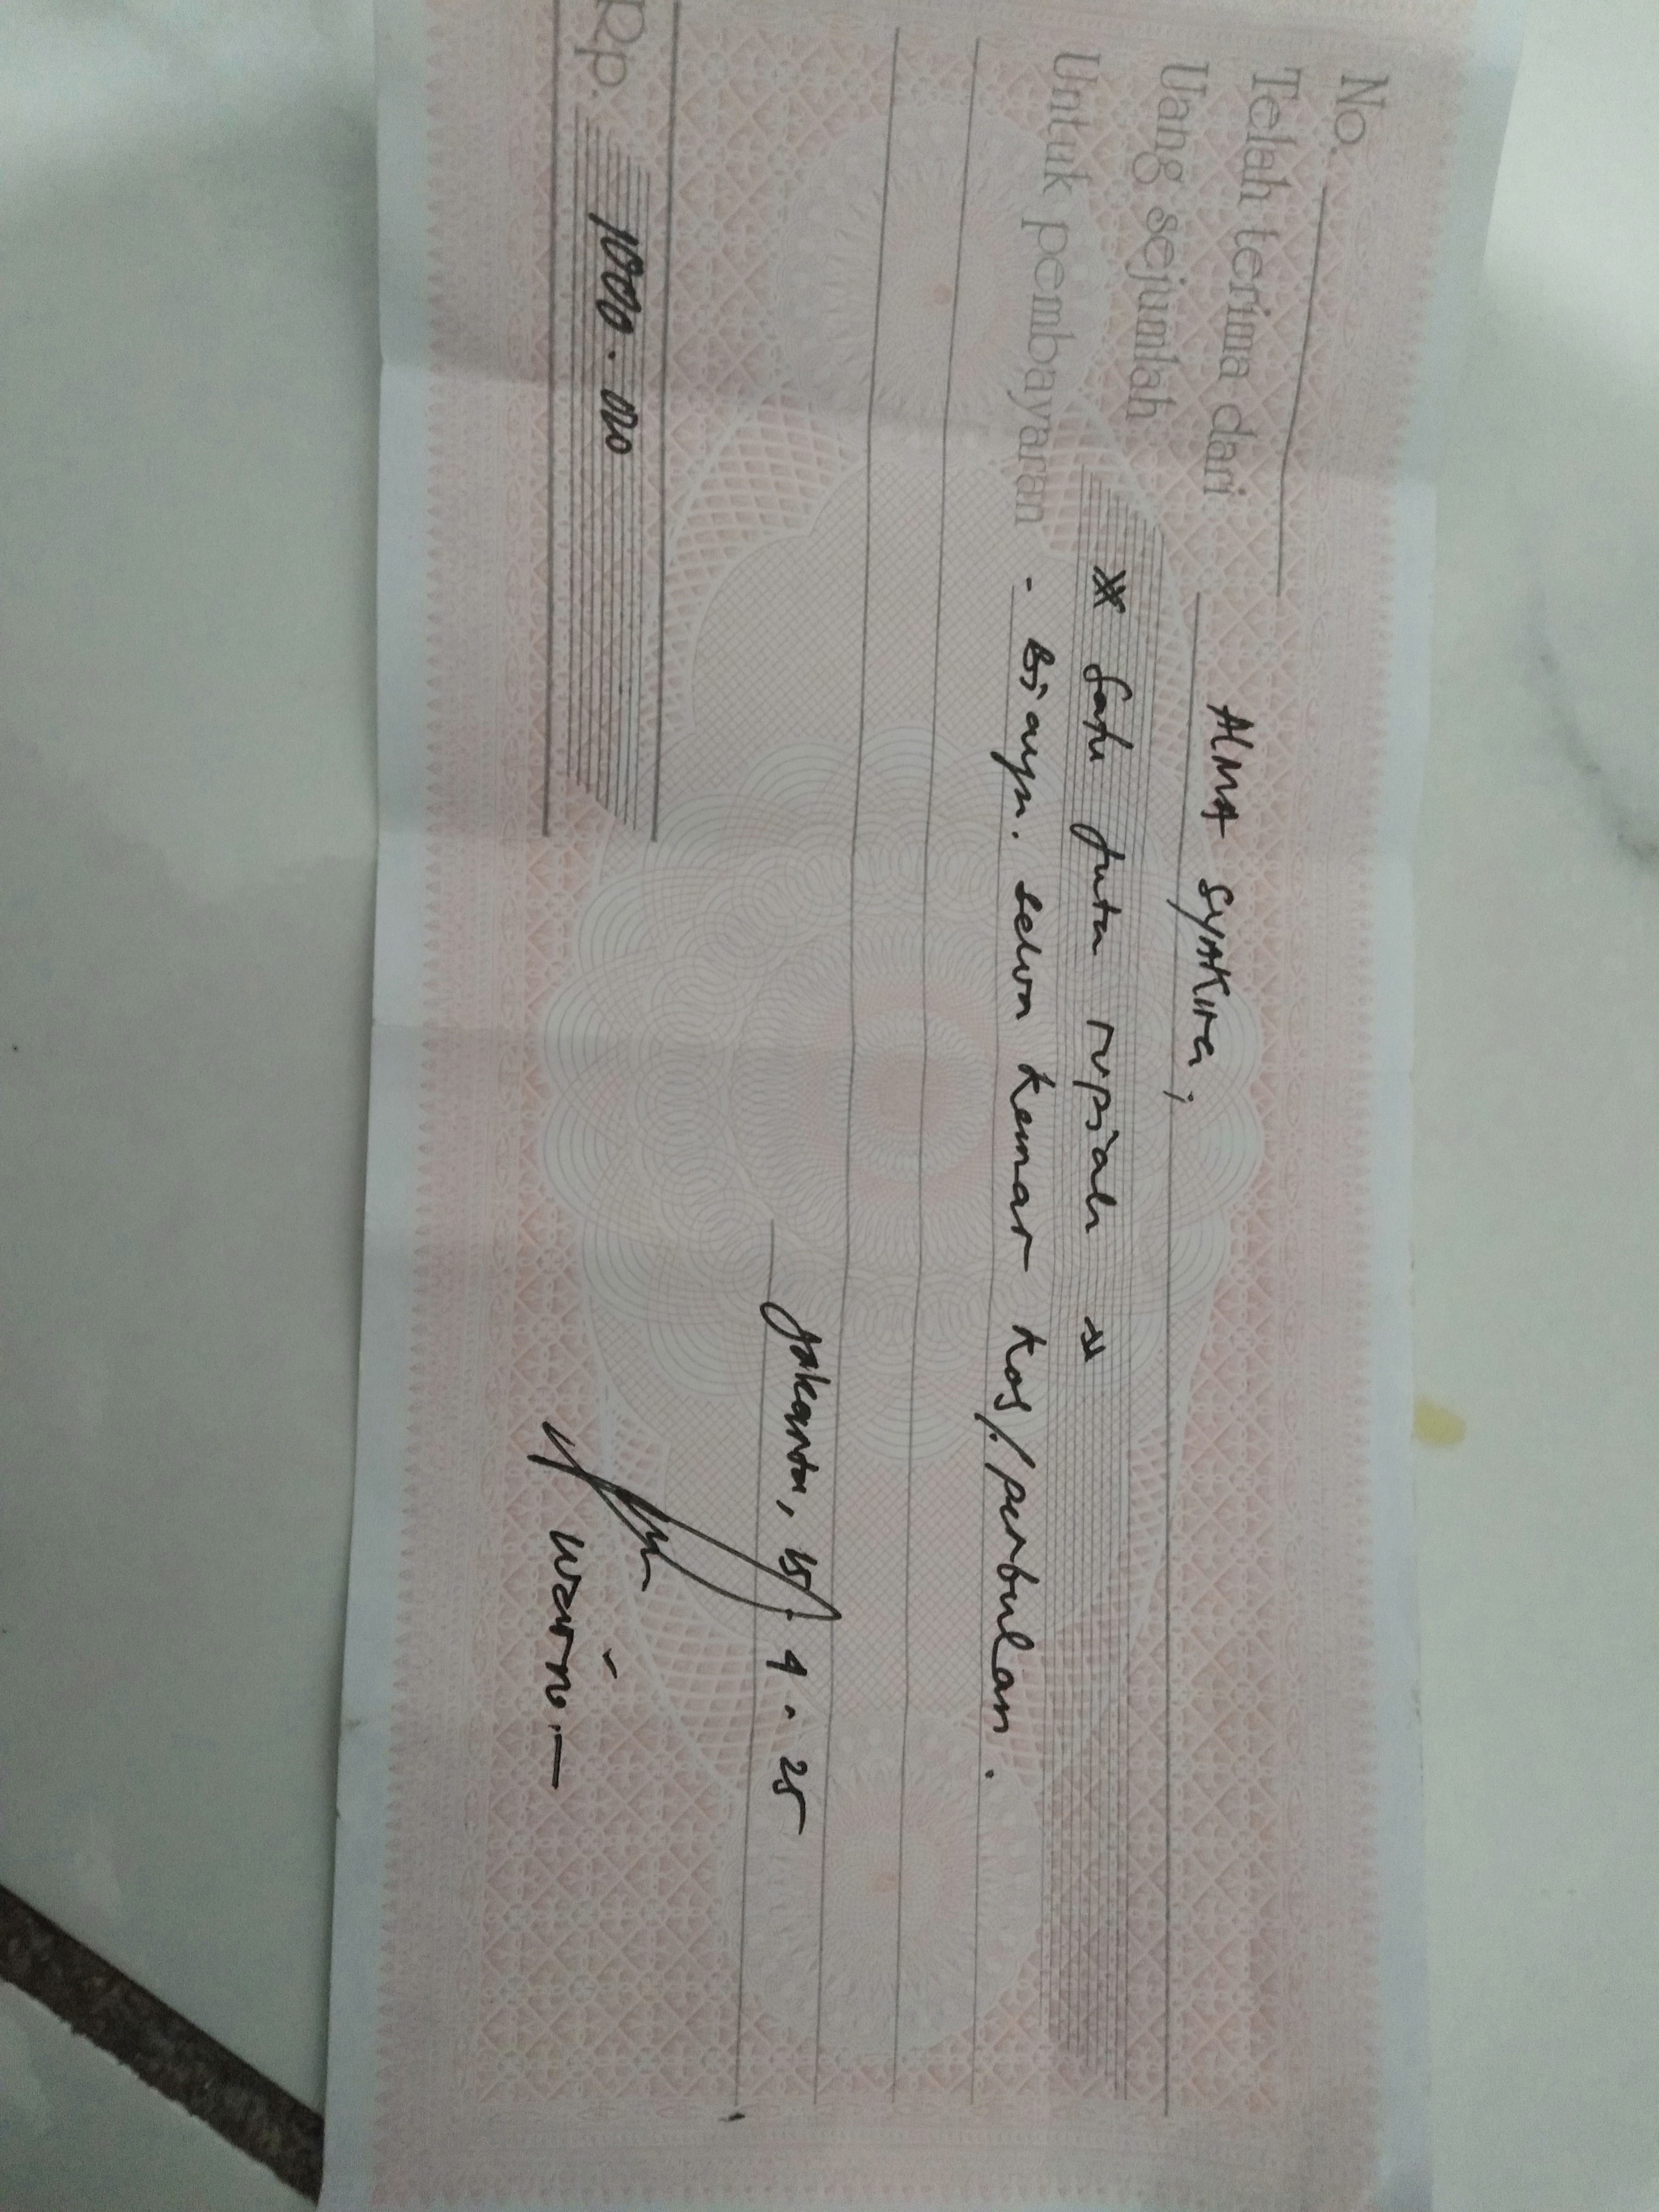 No.
Telah terima dari ALMA SYAKIra;
Uang sejumlah ** Satu juta rupiah **
Untuk pembayaran - biaya. sewa kamar kos/perbulan.
Jakarta, 15. 4. 25
Rp. 1000.000
warno.-